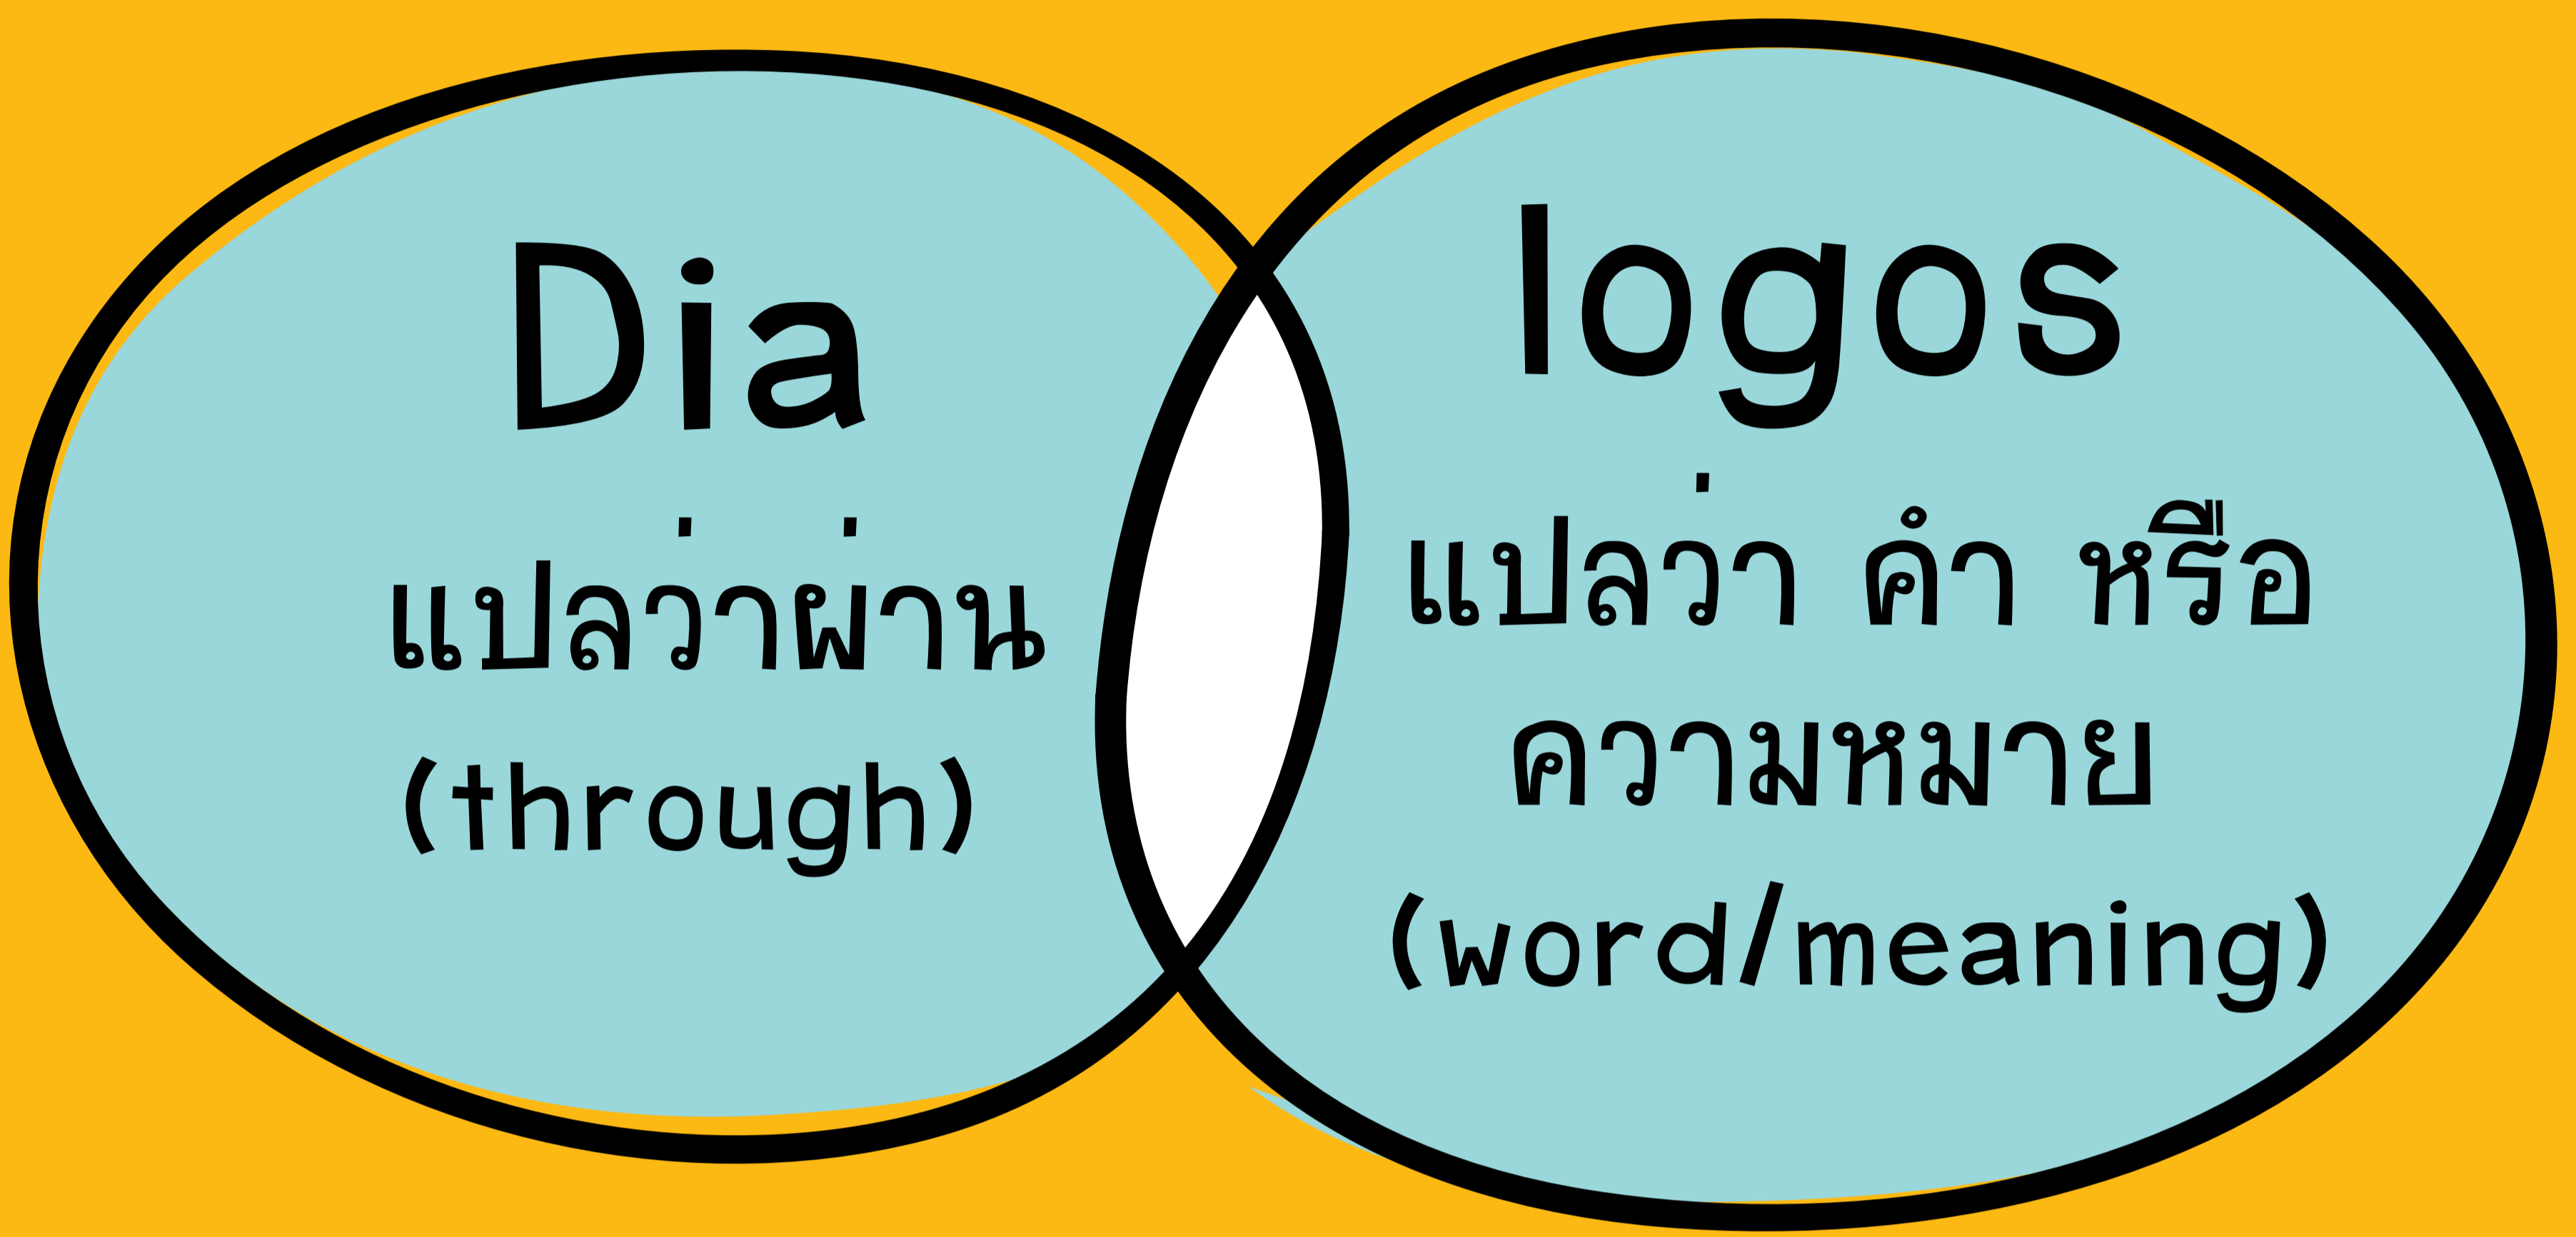 Dia
แปลว่าผ่าน
(through)
logos
แปลว่า คำ หรือ
ความหมาย
(word/meaning)